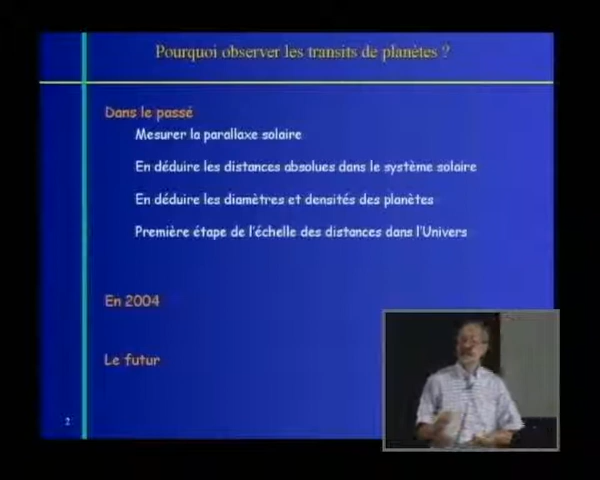 Pourquoi observer les transits de planètes ?
Dans le passé
Mesurer la parallaxe solaire
En déduire les distances absolues dans le système solaire
En déduire les diamètres et densités des planètes
Première étape de l'échelle des distances dans l'Univers
En 2004
Le futur
2